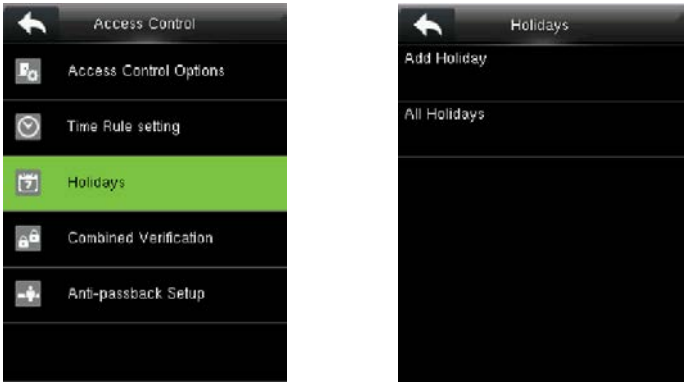 Access Control
Access Control Options
Time Rule setting
7
Holidays
Combined Verification
Anti-passback Setup
Holidays
Add Holiday
All Holidays